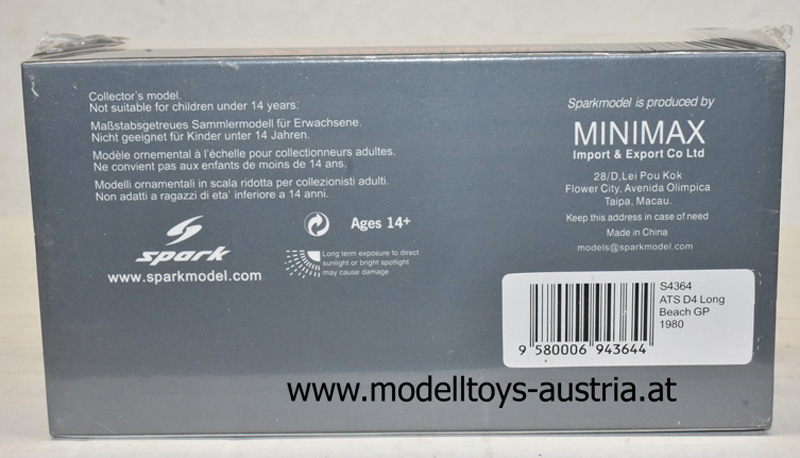 Collector's model.
Not suitable for children under 14 years.
Maßstabsgetreues Sammlermodell für Erwachsene.
Nicht geeignet für Kinder unter 14 Jahren.
Modèle ornemental à l'échelle pour collectionneurs adultes.
Ne convient pas aux enfants de moins de 14 ans.
Modelli ornamentali in scala ridotta per collezionisti adulti.
Non adatti a ragazzi di eta' inferiore a 14 anni.
spark
www.sparkmodel.com
Ages 14+
Long term exposure to direct
sunlight or bright spotlight
may cause damage
Sparkmodel is produced by
MINIMAX
Import & Export Co Ltd
28/D,Lei Pou Kok
Flower City, Avenida Olimpica
Taipa, Macau.
Keep this address in case of need
Made in China
models@sparkmodel.com
S4364
ATS D4 Long
Beach GP
1980
9 580006 943644
www.modelltoys-austria.at